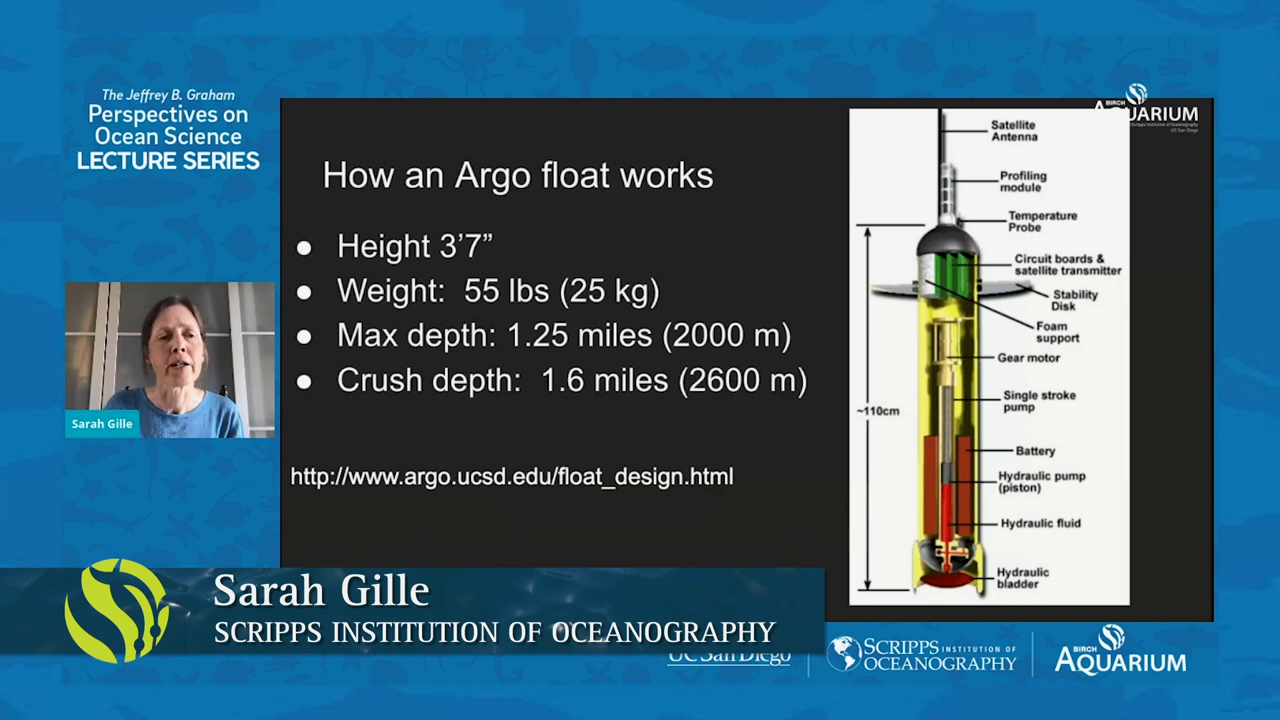 The Jeffrey B. Graham
Perspectives on
Ocean Science
LECTURE SERIES
BIRCH
AQUARIUM
Scripps Institution of Oceanography
UC San Diego
How an Argo float works
● Height 3’7”
● Weight: 55 lbs (25 kg)
● Max depth: 1.25 miles (2000 m)
● Crush depth: 1.6 miles (2600 m)
http://www.argo.ucsd.edu/float_design.html
Satellite
Antenna
Profiling
module
Temperature
Probe
Circuit boards &
satellite transmitter
Stability
Disk
Foam
support
Gear motor
Single stroke
pump
~110cm
Battery
Hydraulic pump
(piston)
Hydraulic fluid
Hydraulic
bladder
Sarah Gille
Sarah Gille
SCRIPPS INSTITUTION OF OCEANOGRAPHY
UC San Diego
SCRIPPS INSTITUTION OF
OCEANOGRAPHY
BIRCH
AQUARIUM